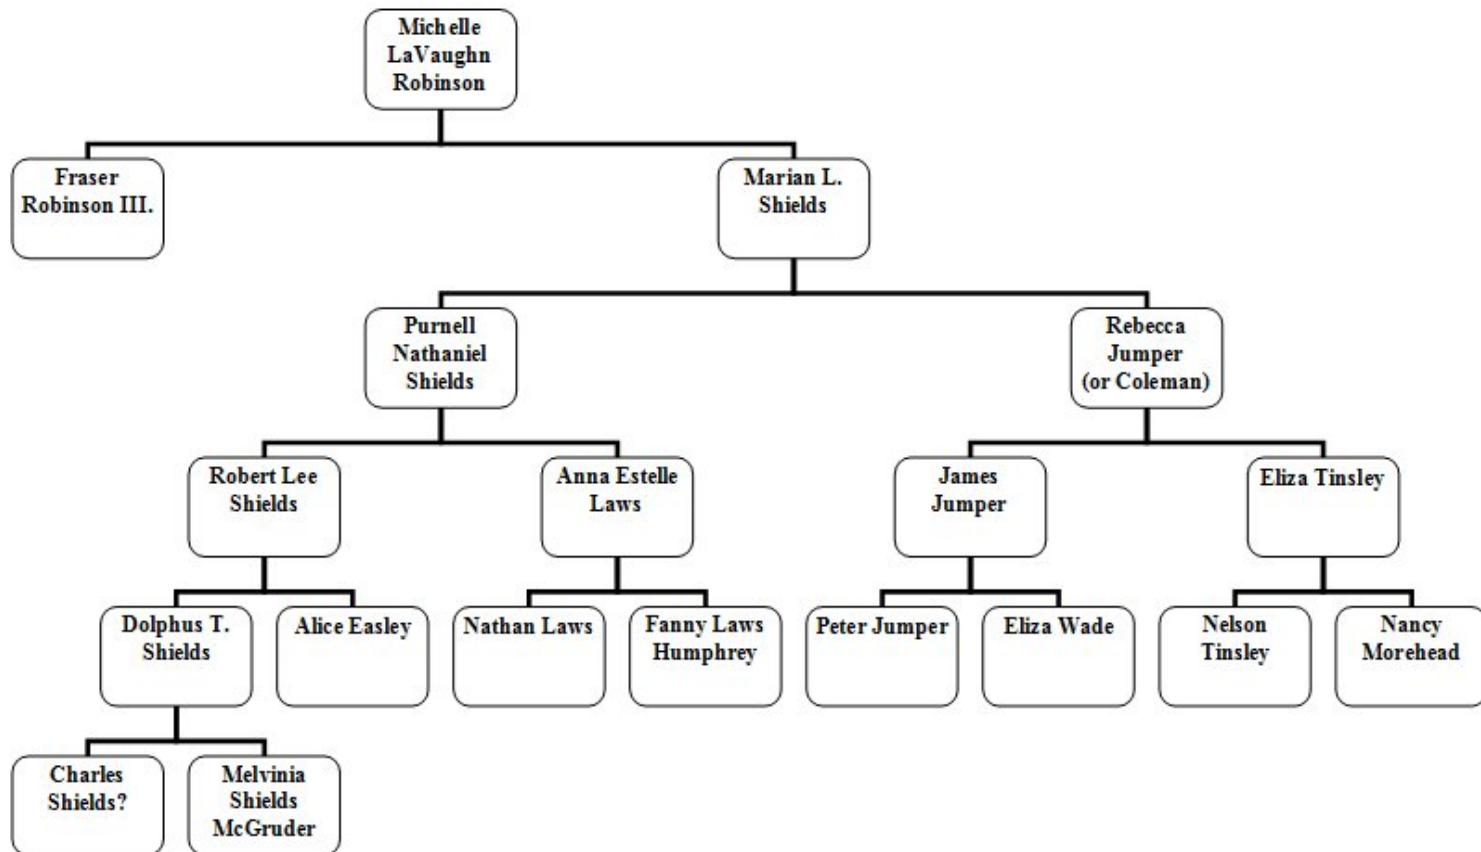 Michelle
LaVaughn
Robinson
Fraser
Robinson III.
Marian L.
Shields
Purnell
Nathaniel
Shields
Rebecca
Jumper
(or Coleman)
Robert Lee
Shields
Anna Estelle
Laws
James
Jumper
Eliza Tinsley
Dolphus T.
Shields
Alice Easley
Nathan Laws
Fanny Laws
Humphrey
Peter Jumper
Eliza Wade
Nelson
Tinsley
Nancy
Morehead
Charles
Shields?
Melvinia
Shields
McGruder